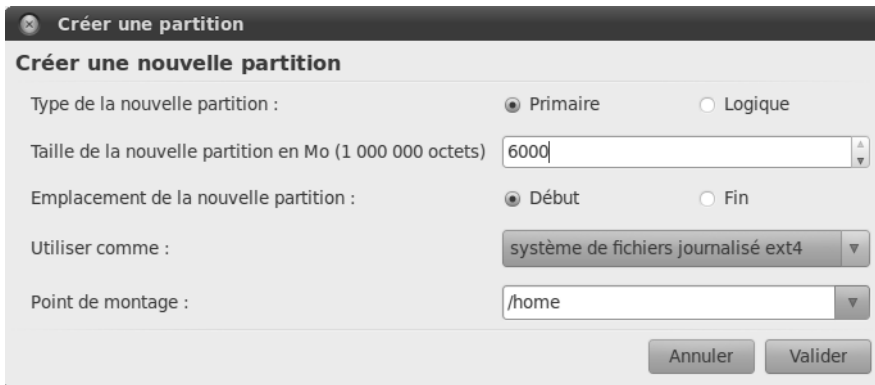 Créer une partition
Créer une nouvelle partition
Type de la nouvelle partition : Primaire Logique
Taille de la nouvelle partition en Mo (1 000 000 octets) 6000
Emplacement de la nouvelle partition : Début Fin
Utiliser comme : système de fichiers journalisé ext4
Point de montage : /home
Annuler Valider